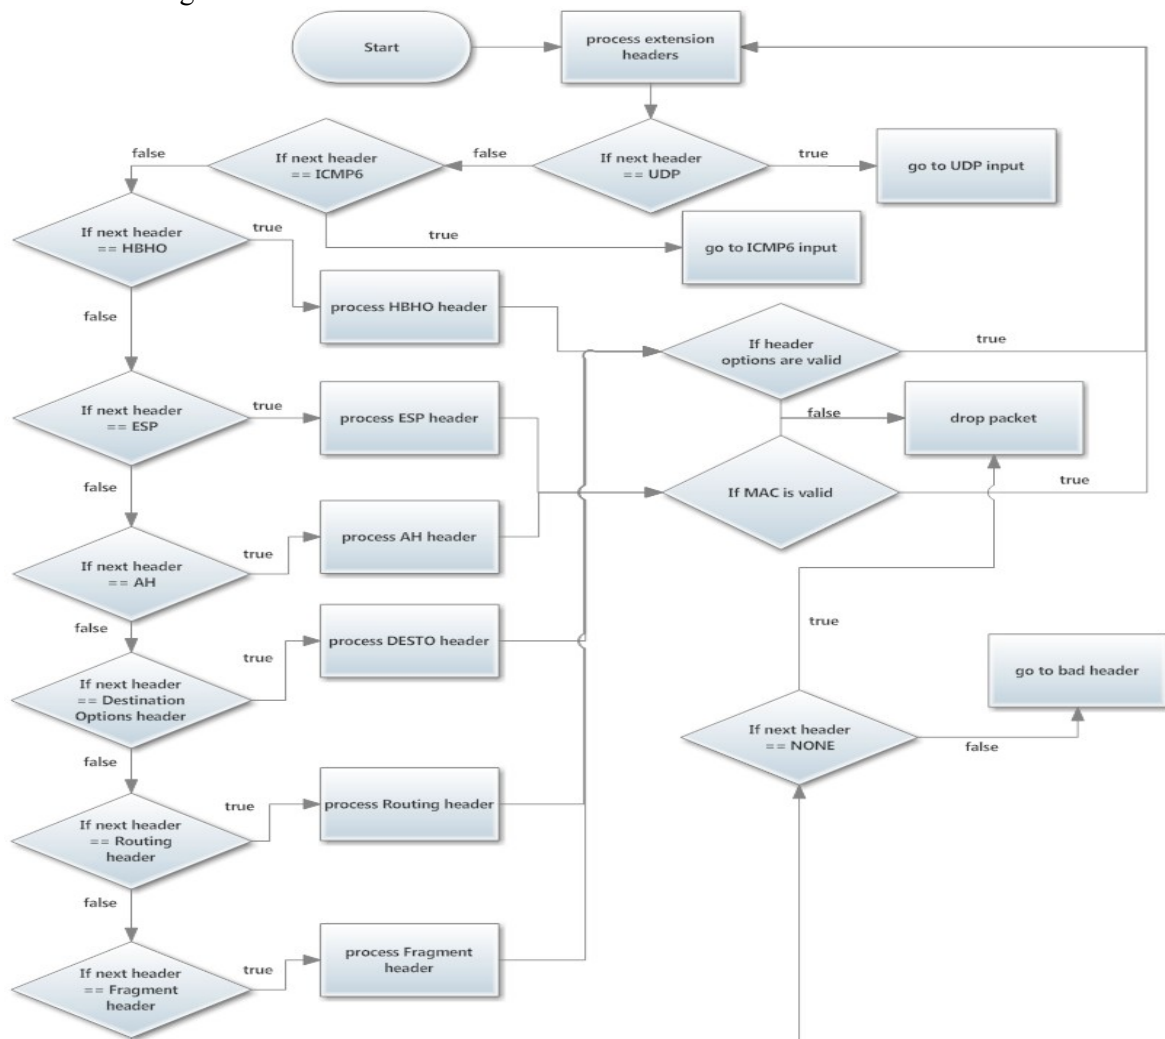 Start
process extension
headers
false
If next header
== ICMP6
false
If next header
== UDP
true
go to UDP input
If next header
== HBHO
true
true
go to ICMP6 input
false
process HBHO header
If header
options are valid
true
If next header
== ESP
true
process ESP header
false
drop packet
false
If MAC is valid
true
If next header
== AH
true
process AH header
false
process DESTO header
true
true
If next header
== Destination
Options header
If next header
== NONE
false
go to bad header
false
If next header
== Routing
header
true
process Routing header
false
If next header
== Fragment
header
true
process Fragment
header